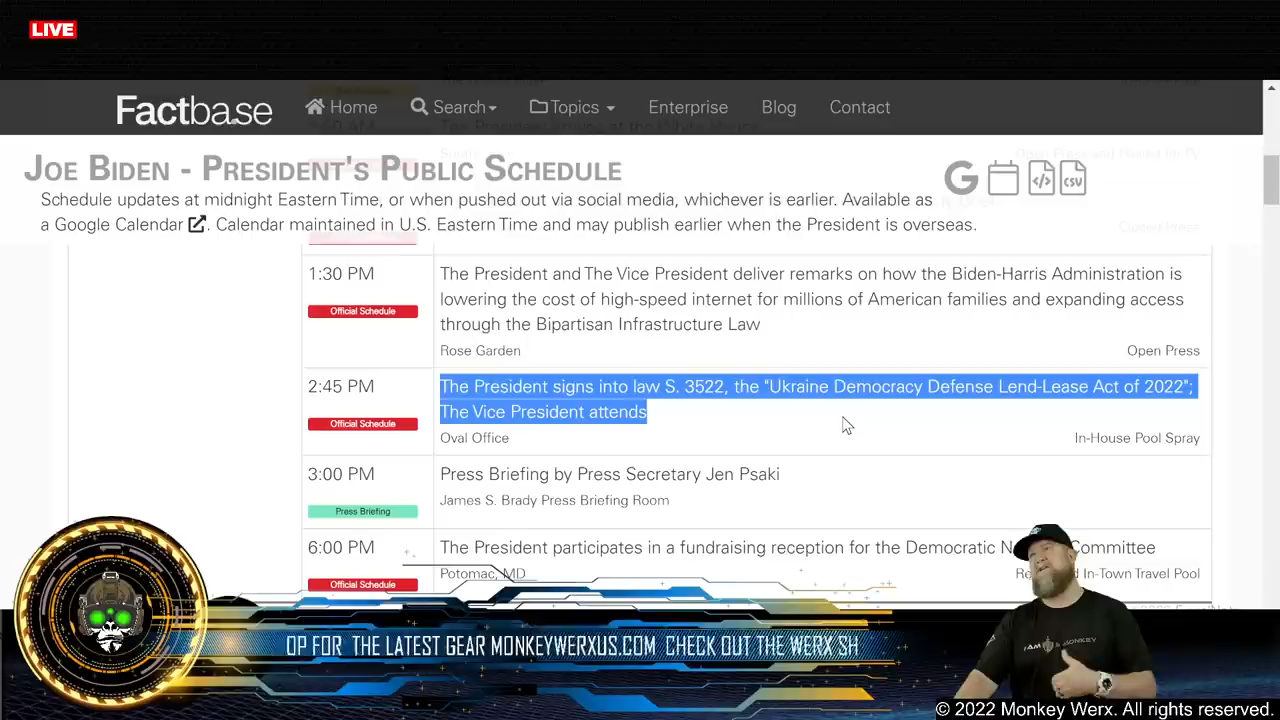 LIVE
Factbase
Home
Search
Topics
Enterprise
Blog
Contact
JOE BIDEN - PRESIDENT'S PUBLIC SCHEDULE
Schedule updates at midnight Eastern Time, or when pushed out via social media, whichever is earlier. Available as
a Google Calendar . Calendar maintained in U.S. Eastern Time and may publish earlier when the President is overseas.
G
</>
CSV
1:30 PM
Official Schedule
The President and The Vice President deliver remarks on how the Biden-Harris Administration is
lowering the cost of high-speed internet for millions of American families and expanding access
through the Bipartisan Infrastructure Law
Rose Garden
Open Press
2:45 PM
Official Schedule
The President signs into law S. 3522, the "Ukraine Democracy Defense Lend-Lease Act of 2022";
The Vice President attends
Oval Office
In-House Pool Spray
3:00 PM
Press Briefing
Press Briefing by Press Secretary Jen Psaki
James S. Brady Press Briefing Room
6:00 PM
Official Schedule
The President participates in a fundraising reception for the Democratic N Committee
Potomac, MD
d In-Town Travel Pool
OP FOR THE LATEST GEAR MONKEYWERXUS.COM CHECK OUT THE WERX SH
I AM A MONKEY
© 2022 Monkey Werx. All rights reserved.